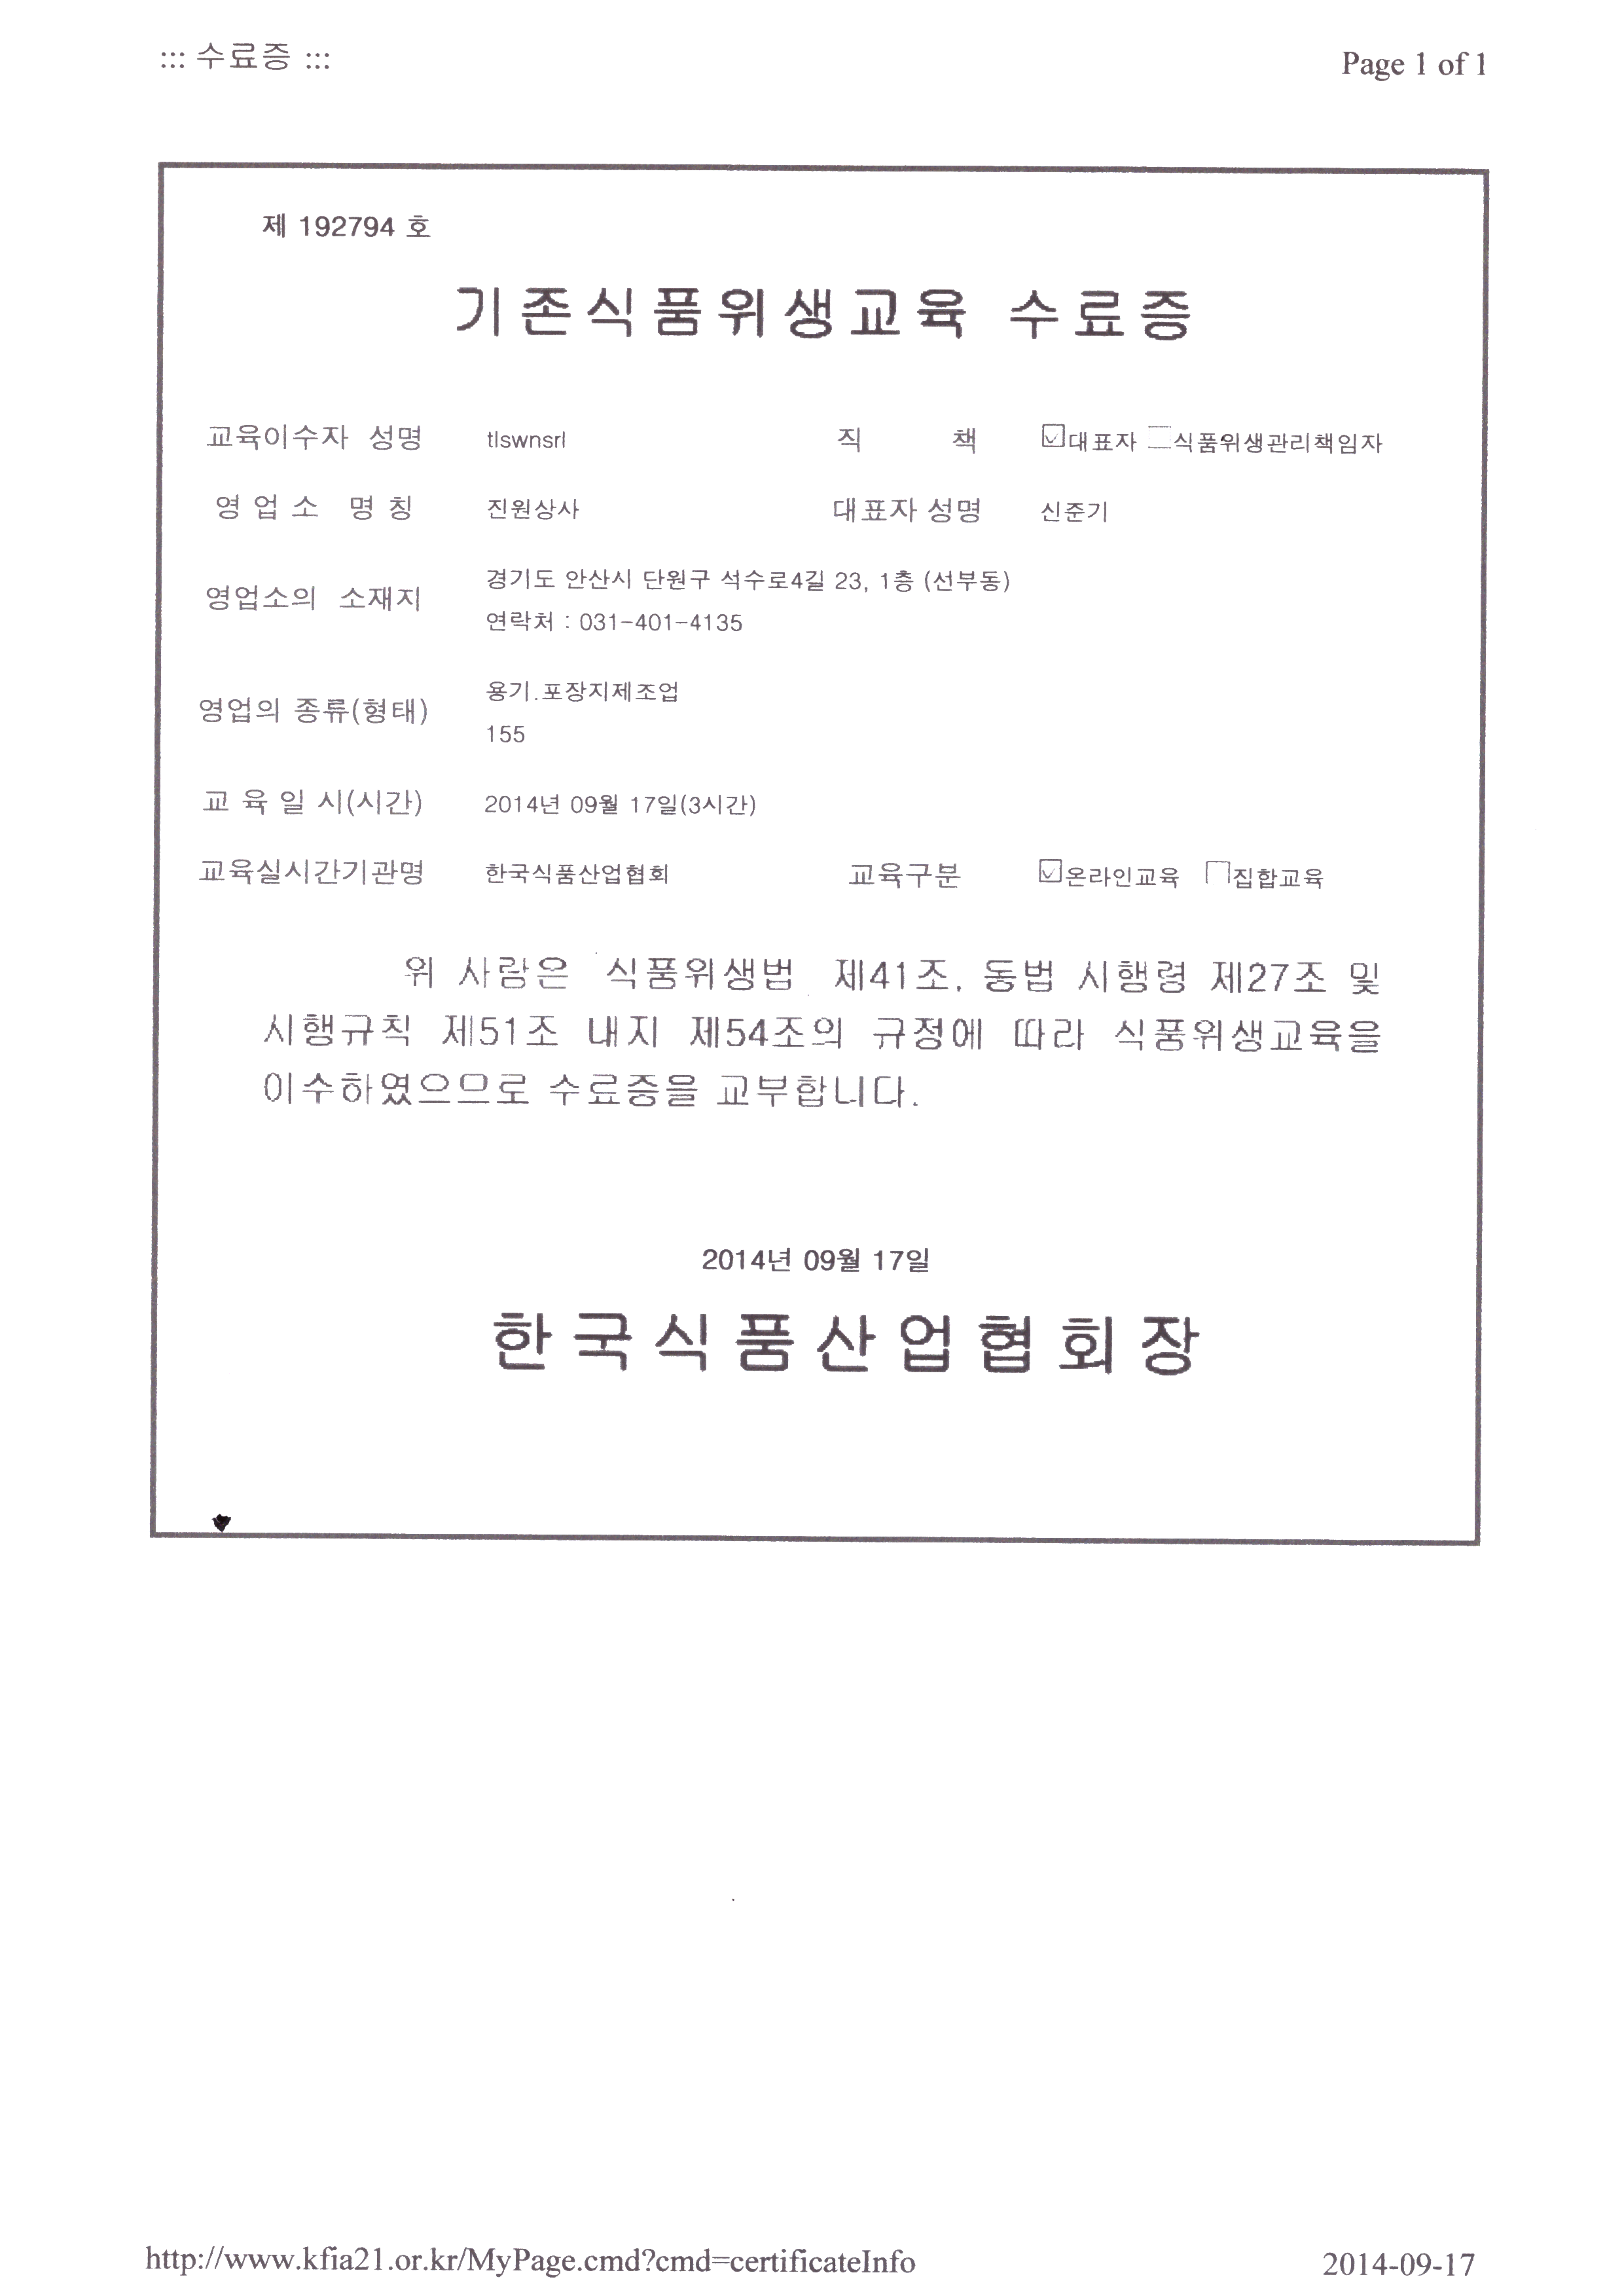 ::: 수료증 :::
Page 1 of 1
제 192794 호
기존식품위생교육 수료증
교육이수자 성명 tlswnsrl 직 책 ☑대표자 □식품위생관리책임자
영 업 소 명 칭 진원상사 대표자 성명 신준기
영업소의 소재지 경기도 안산시 단원구 석수로4길 23, 1층 (선부동)
연락처 : 031-401-4135
영업의 종류(형태) 용기.포장지제조업
155
교 육 일 시(시간) 2014년 09월 17일(3시간)
교육실시간기관명 한국식품산업협회 교육구분 ☑온라인교육 □집합교육
위 사람은 식품위생법 제41조, 동법 시행령 제27조 및
시행규칙 제51조 내지 제54조의 규정에 따라 식품위생교육을
이수하였으므로 수료증을 교부합니다.
2014년 09월 17일
한국식품산업협회장
http://www.kfia21.or.kr/MyPage.cmd?cmd=certificateInfo
2014-09-17